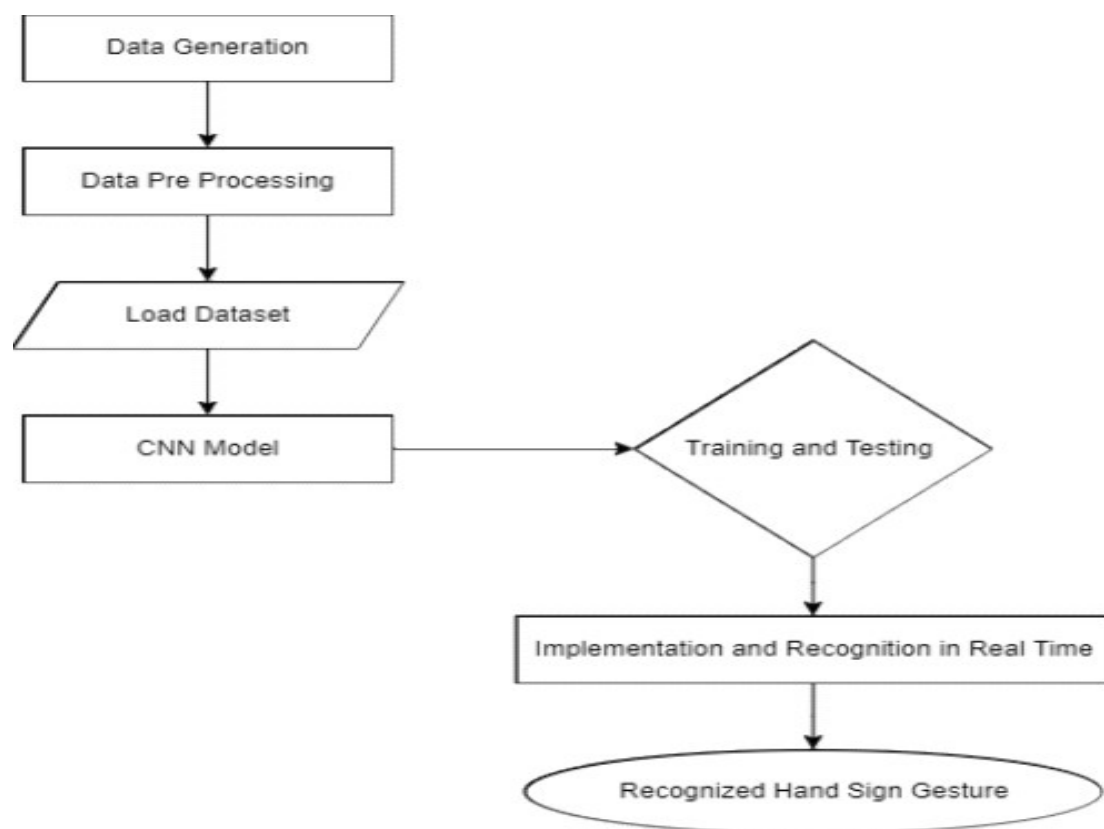 Data Generation
Data Pre Processing
Load Dataset
CNN Model
Training and Testing
Implementation and Recognition in Real Time
Recognized Hand Sign Gesture